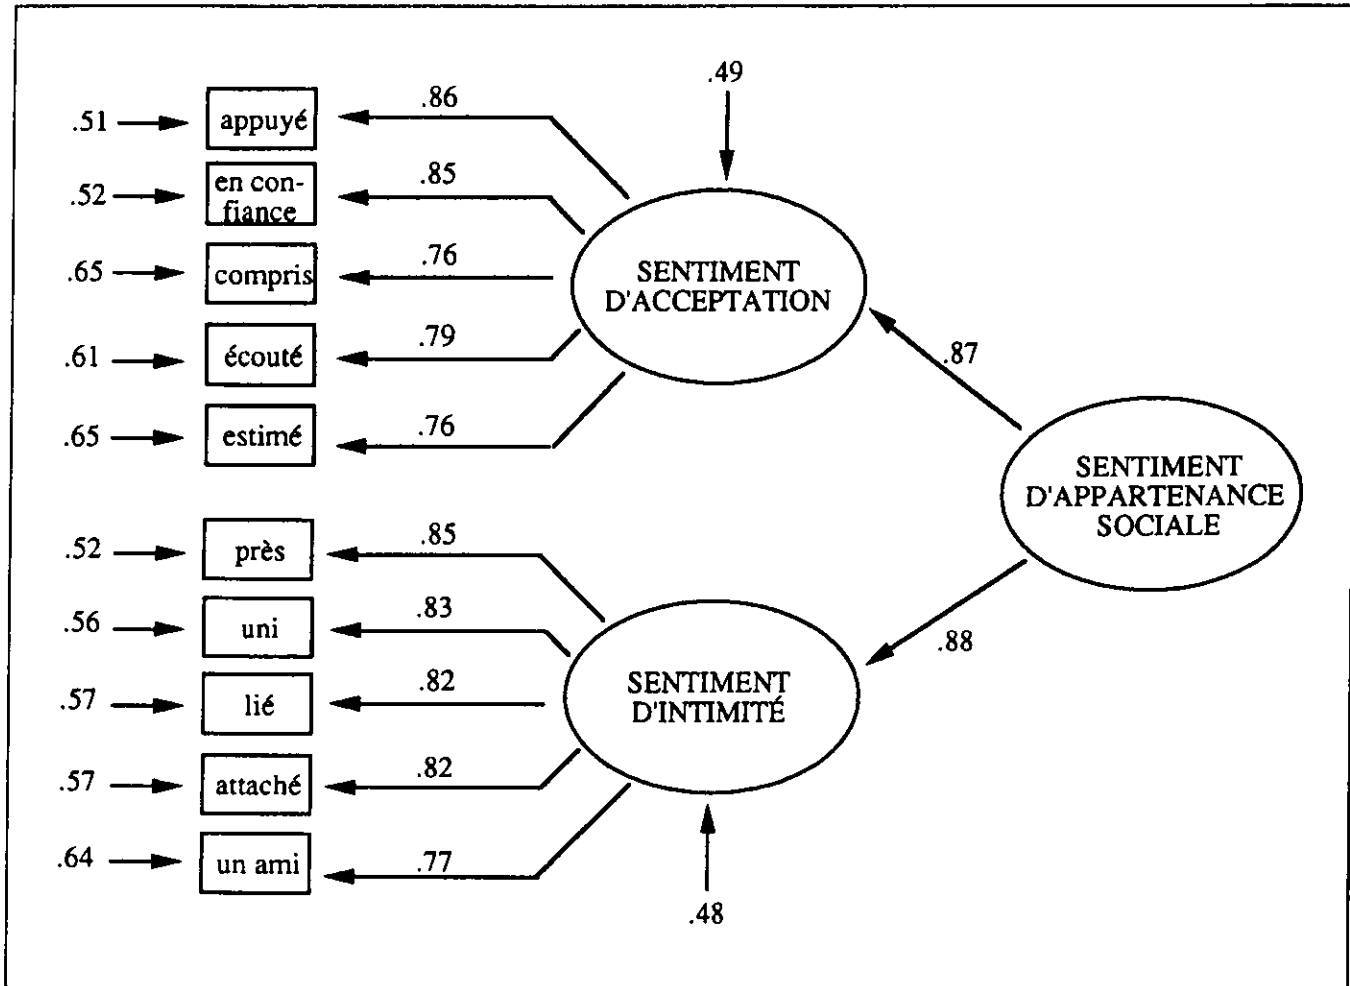 .49
.51
appuyé
.86
.52
en con-
fiance
.85
.65
compris
.76
SENTIMENT
D'ACCEPTATION
.61
écouté
.79
.87
.65
estimé
.76
SENTIMENT
D'APPARTENANCE
SOCIALE
.52
près
.85
.56
uni
.83
.88
.57
lié
.82
SENTIMENT
D'INTIMITÉ
.57
attaché
.82
.64
un ami
.77
.48